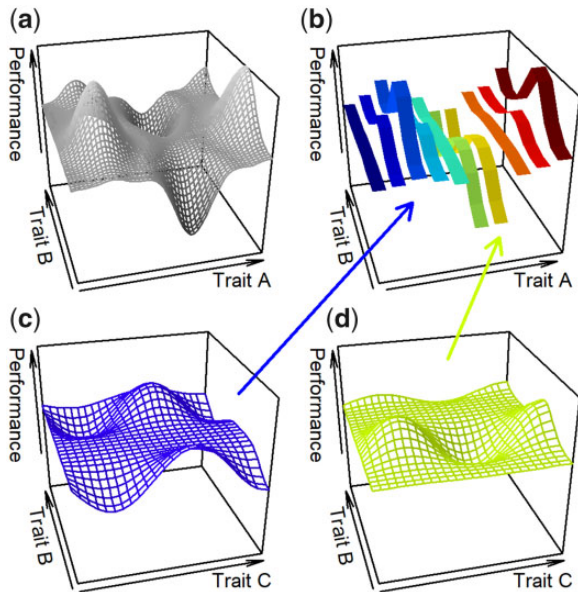 (a)
Performance
Trait B
Trait A
(b)
Performance
Trait B
Trait A
(c)
Performance
Trait B
Trait C
(d)
Performance
Trait B
Trait C